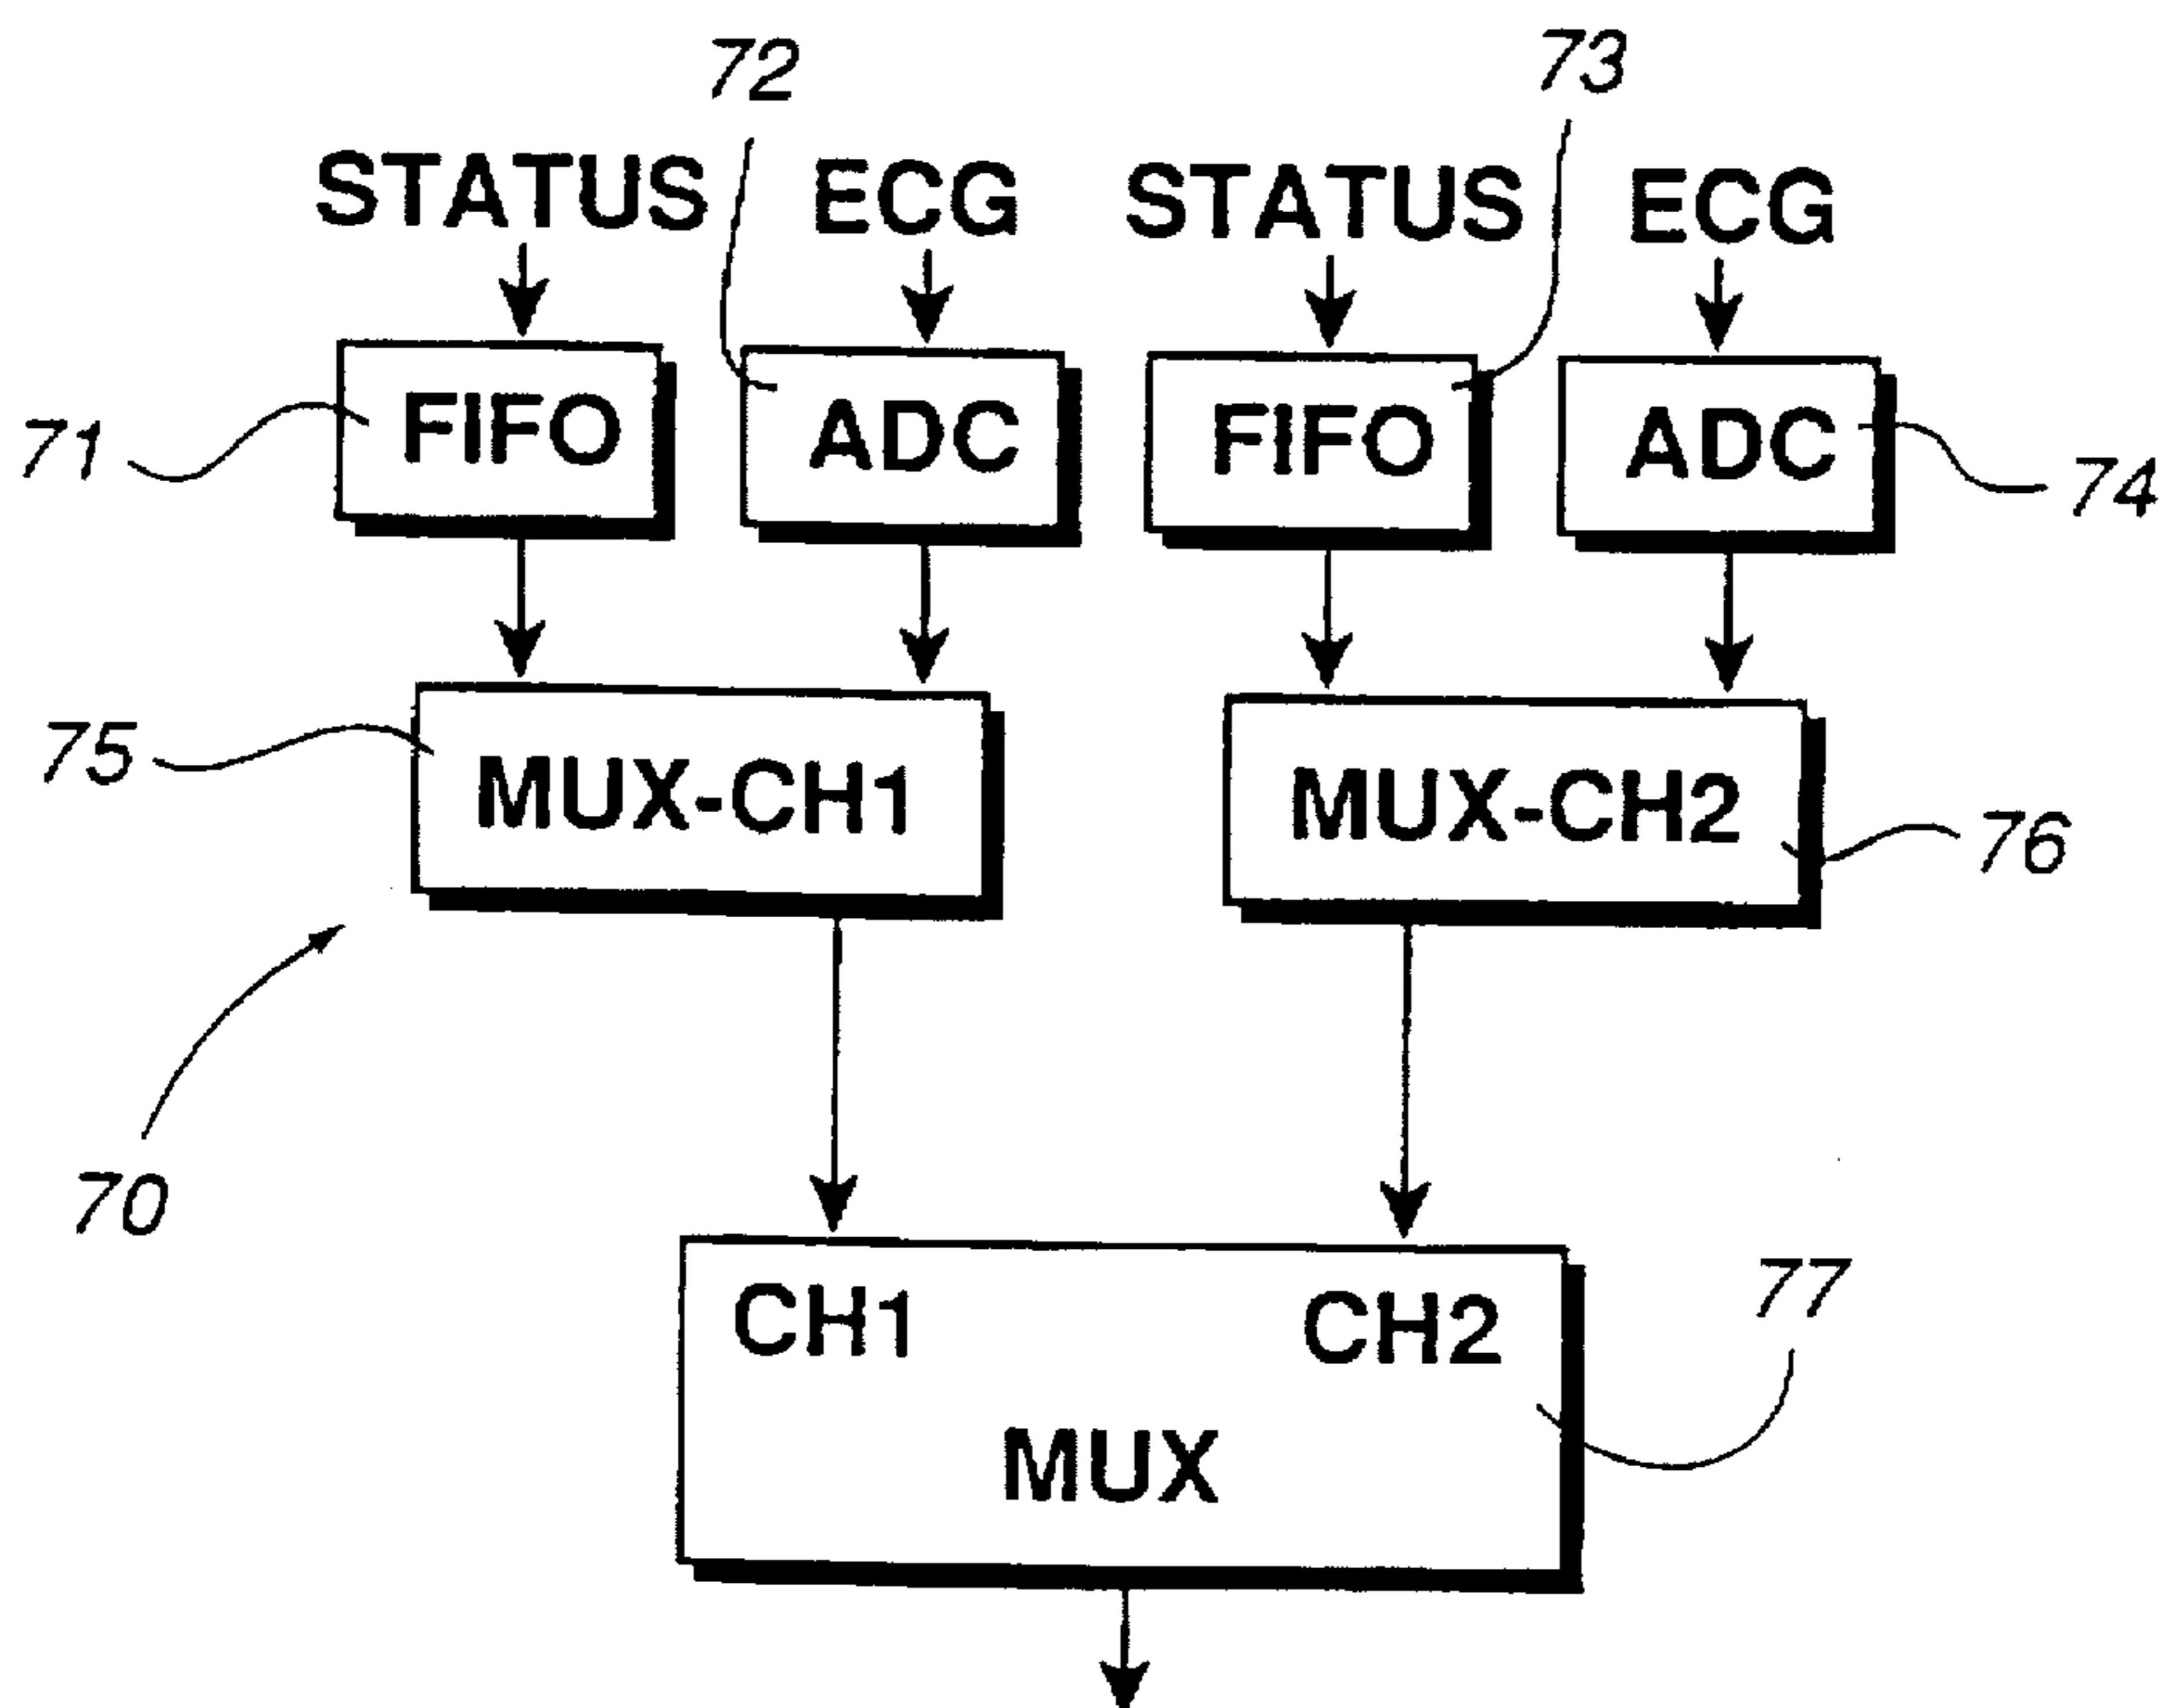 72
73
STATUS ECG STATUS ECG
71
FIFO ADC FIFO ADC
74
75
MUX-CH1 MUX-CH2
76
70
77
CH1 CH2
MUX